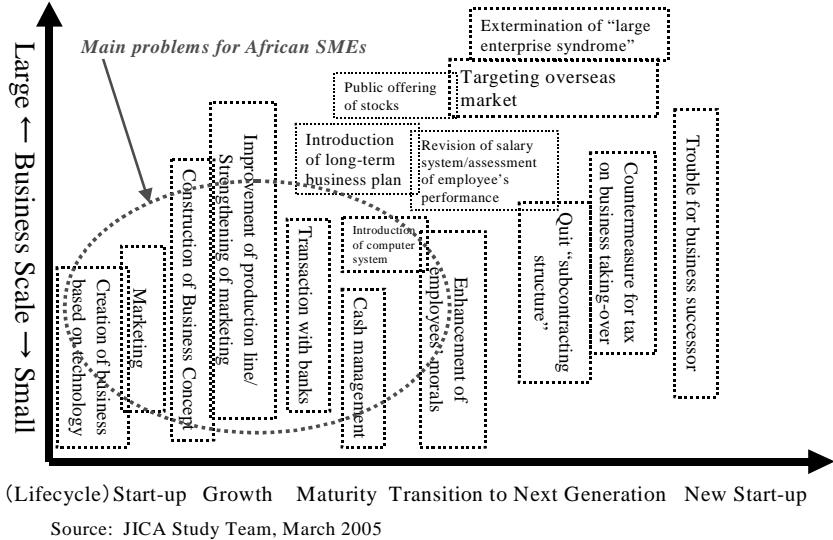 Extermination of “large
enterprise syndrome”
Main problems for African SMEs
Targeting overseas
market
Public offering
of stocks
Introduction
of long-term
business plan
Revision of salary
system/assessment
of employee’s
performance
Large ← Business Scale → Small
Creation of business
based on technology
Marketing
Construction of Business Concept
Improvement of production line/
Strengthening of marketing
Transaction with banks
Introduction
of computer
system
Cash management
Enhancement of
employees’ morals
Quit “subcontracting
structure”
Countermeasure for tax
on business taking-over
Trouble for business successor
(Lifecycle) Start-up Growth Maturity Transition to Next Generation New Start-up
Source: JICA Study Team, March 2005